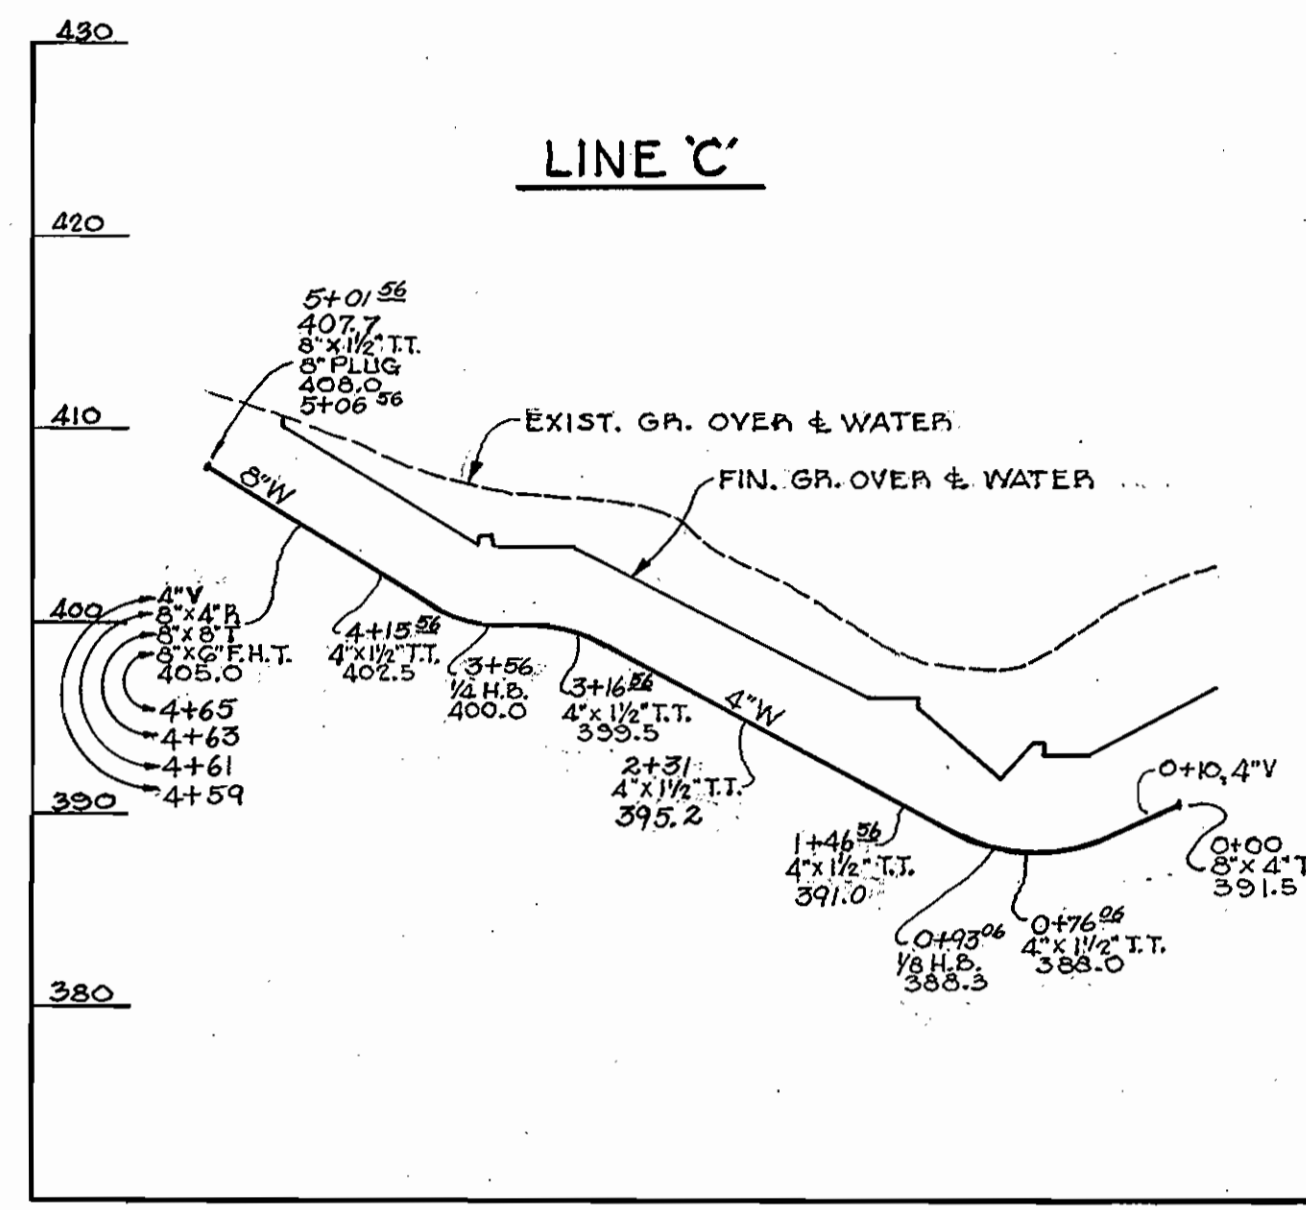 430
LINE 'C'
420
5+01 56
407.7
8" x 1½" T.T.
8" PLUG
408.0
5+06 56
410
EXIST. GR. OVER ℄ WATER
FIN. GR. OVER ℄ WATER
8"W
400
4"V
8" x 4" R
8" x 8" T
8" x 6" F.H.T.
405.0
4+65
4+63
4+61
4+59
4+15 56
4" x 1½" T.T.
402.5
3+56
¼ H.B.
400.0
3+16 56
4" x 1½" T.T.
399.5
4"W
2+31
4" x 1½" T.T.
395.2
390
1+46 56
4" x 1½" T.T.
391.0
0+93 06
⅛ H.B.
388.3
0+76 06
4" x 1½" T.T.
388.0
0+10, 4"V
0+00
8" x 4" T
391.5
380